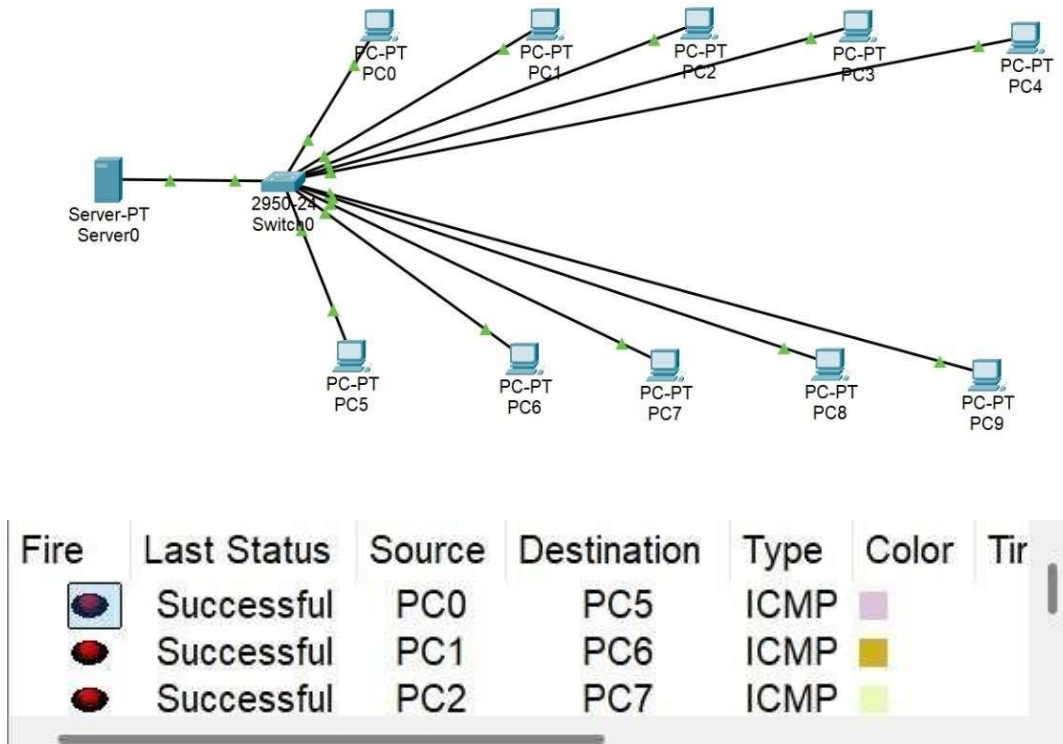 PC-PT
PC0
PC-PT
PC1
PC-PT
PC2
PC-PT
PC3
PC-PT
PC4
Server-PT
Server0
2950-24
Switch0
PC-PT
PC5
PC-PT
PC6
PC-PT
PC7
PC-PT
PC8
PC-PT
PC9
Fire Last Status Source Destination Type Color Tir
Successful PC0 PC5 ICMP
Successful PC1 PC6 ICMP
Successful PC2 PC7 ICMP